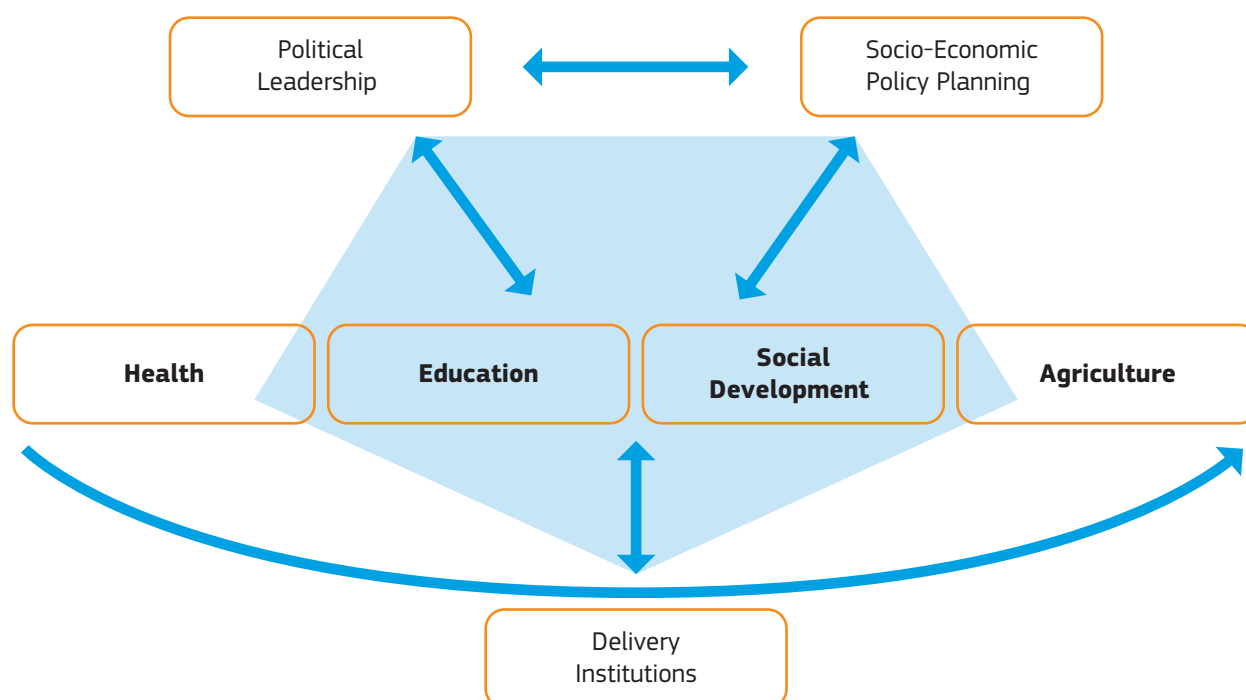 Political
Leadership
Socio-Economic
Policy Planning
Health
Education
Social
Development
Agriculture
Delivery
Institutions